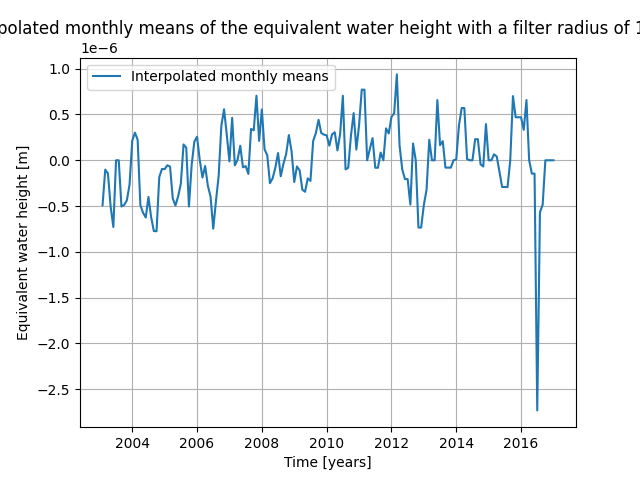 polated monthly means of the equivalent water height with a filter radius of 1
1e−6
Interpolated monthly means
1.0
0.5
0.0
−0.5
−1.0
−1.5
−2.0
−2.5
Equivalent water height [m]
2004 2006 2008 2010 2012 2014 2016
Time [years]